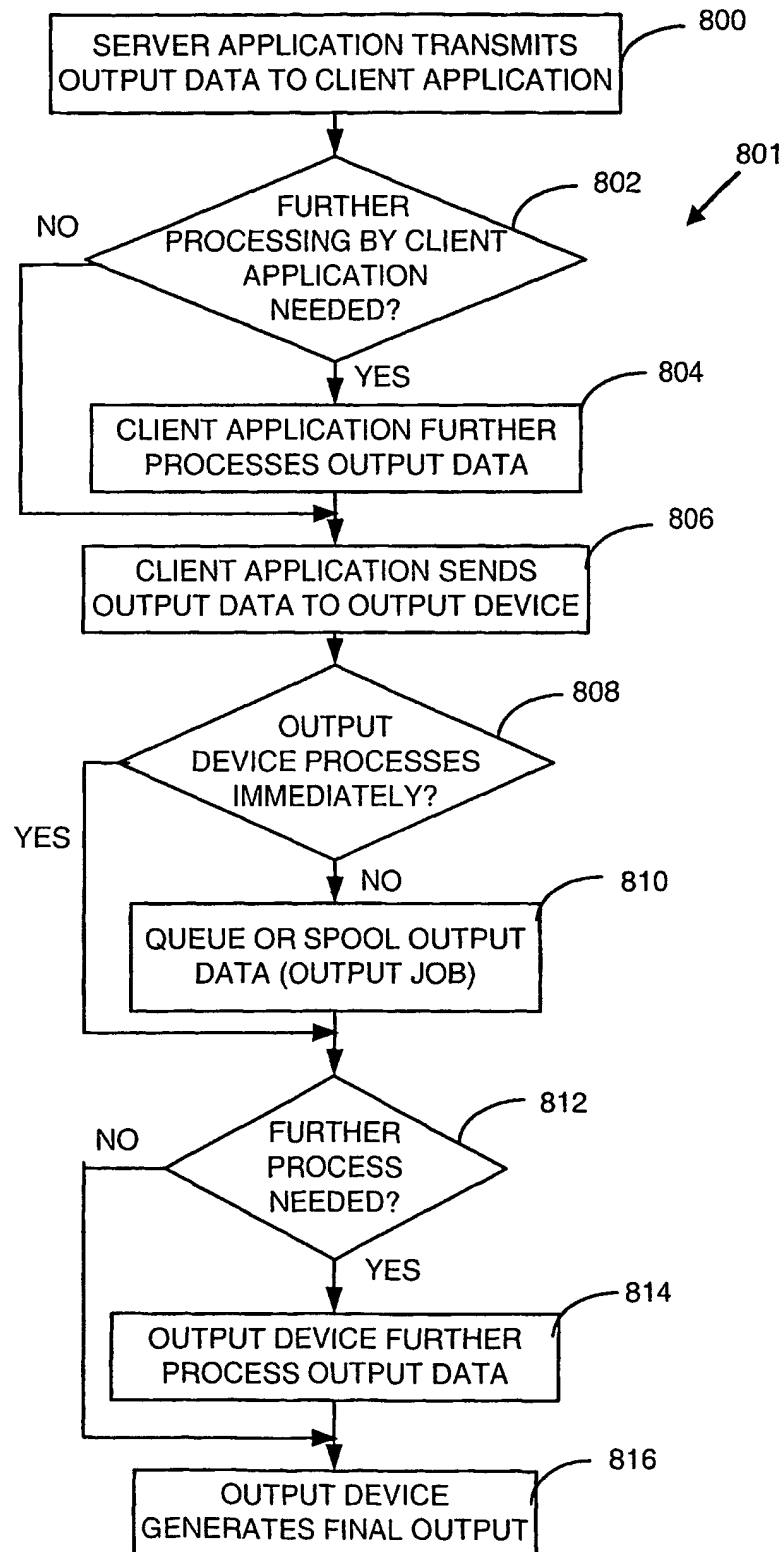 SERVER APPLICATION TRANSMITS
OUTPUT DATA TO CLIENT APPLICATION
800
801
802
FURTHER
PROCESSING BY CLIENT
APPLICATION
NEEDED?
NO
YES
804
CLIENT APPLICATION FURTHER
PROCESSES OUTPUT DATA
806
CLIENT APPLICATION SENDS
OUTPUT DATA TO OUTPUT DEVICE
808
OUTPUT
DEVICE PROCESSES
IMMEDIATELY?
YES
NO
810
QUEUE OR SPOOL OUTPUT
DATA (OUTPUT JOB)
812
NO
FURTHER
PROCESS
NEEDED?
YES
814
OUTPUT DEVICE FURTHER
PROCESS OUTPUT DATA
816
OUTPUT DEVICE
GENERATES FINAL OUTPUT